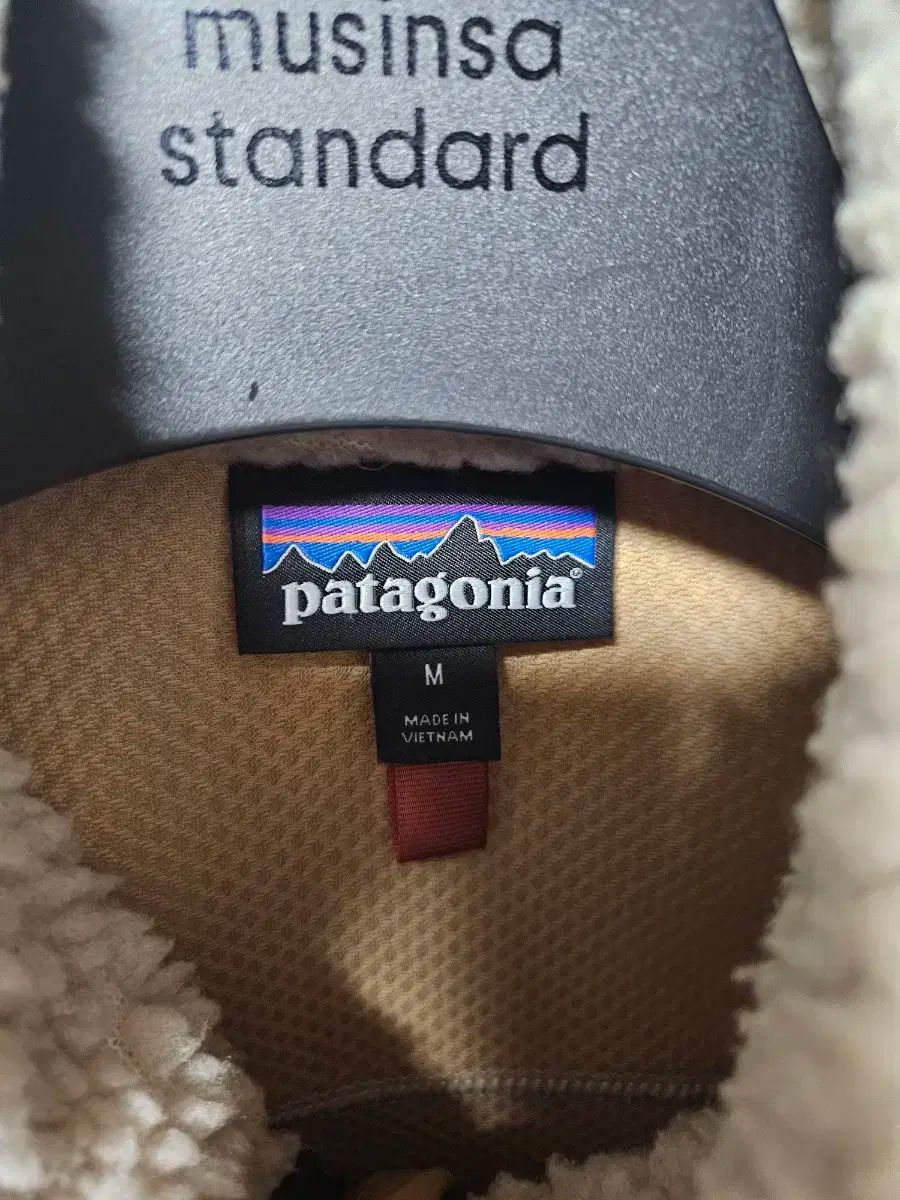 musinsa
standard
patagonia®
M
MADE IN
VIETNAM